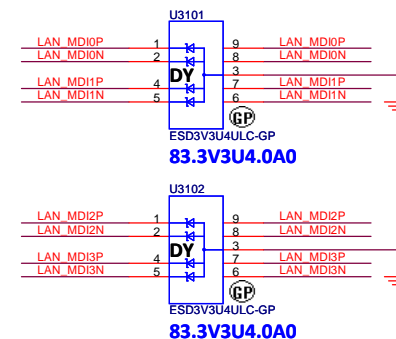 U3101
LAN_MDI0P 1 9 LAN_MDI0P
LAN_MDI0N 2 8 LAN_MDI0N
DY 3
LAN_MDI1P 4 7 LAN_MDI1P
LAN_MDI1N 5 6 LAN_MDI1N
GP
ESD3V3U4ULC-GP
83.3V3U4.0A0
U3102
LAN_MDI2P 1 9 LAN_MDI2P
LAN_MDI2N 2 8 LAN_MDI2N
DY 3
LAN_MDI3P 4 7 LAN_MDI3P
LAN_MDI3N 5 6 LAN_MDI3N
GP
ESD3V3U4ULC-GP
83.3V3U4.0A0